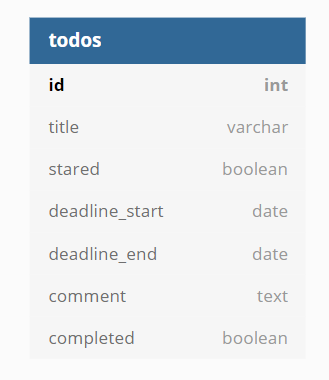 todos
id int
title varchar
stared boolean
deadline_start date
deadline_end date
comment text
completed boolean